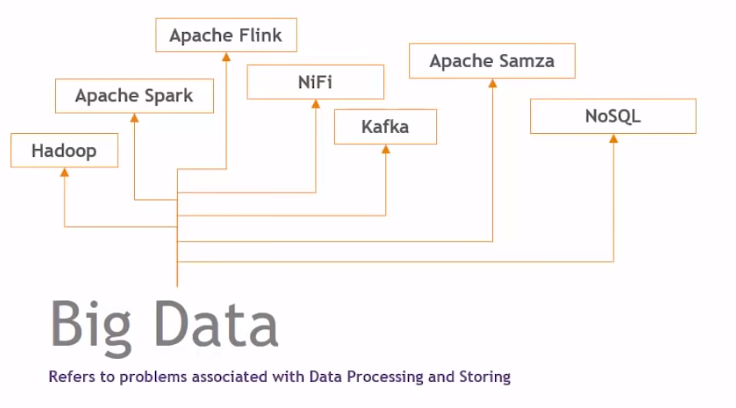 Apache Flink
Apache Samza
NiFi
Apache Spark
NoSQL
Kafka
Hadoop
Big Data
Refers to problems associated with Data Processing and Storing